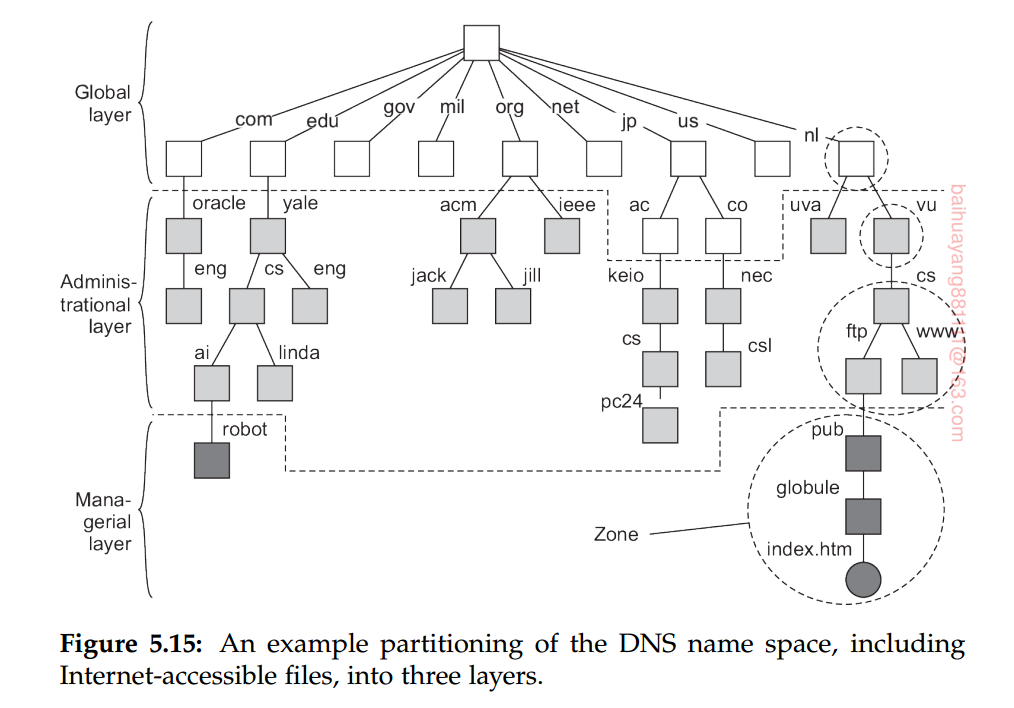 Global
layer
com
edu
gov
mil
org
net
jp
us
nl
oracle
yale
acm
ieee
ac
co
uva
vu
Adminis-
trational
layer
eng
cs
eng
jack
jill
keio
nec
cs
ai
linda
cs
csl
ftp
www
pc24
robot
pub
Mana-
gerial
layer
globule
Zone
index.htm
Figure 5.15: An example partitioning of the DNS name space, including
Internet-accessible files, into three layers.